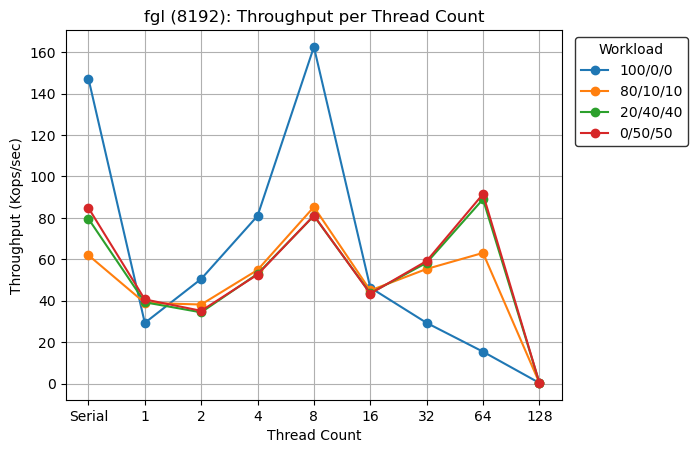 fgl (8192): Throughput per Thread Count
Throughput (Kops/sec)
160
140
120
100
80
60
40
20
0
Serial 1 2 4 8 16 32 64 128
Thread Count
Workload
100/0/0
80/10/10
20/40/40
0/50/50